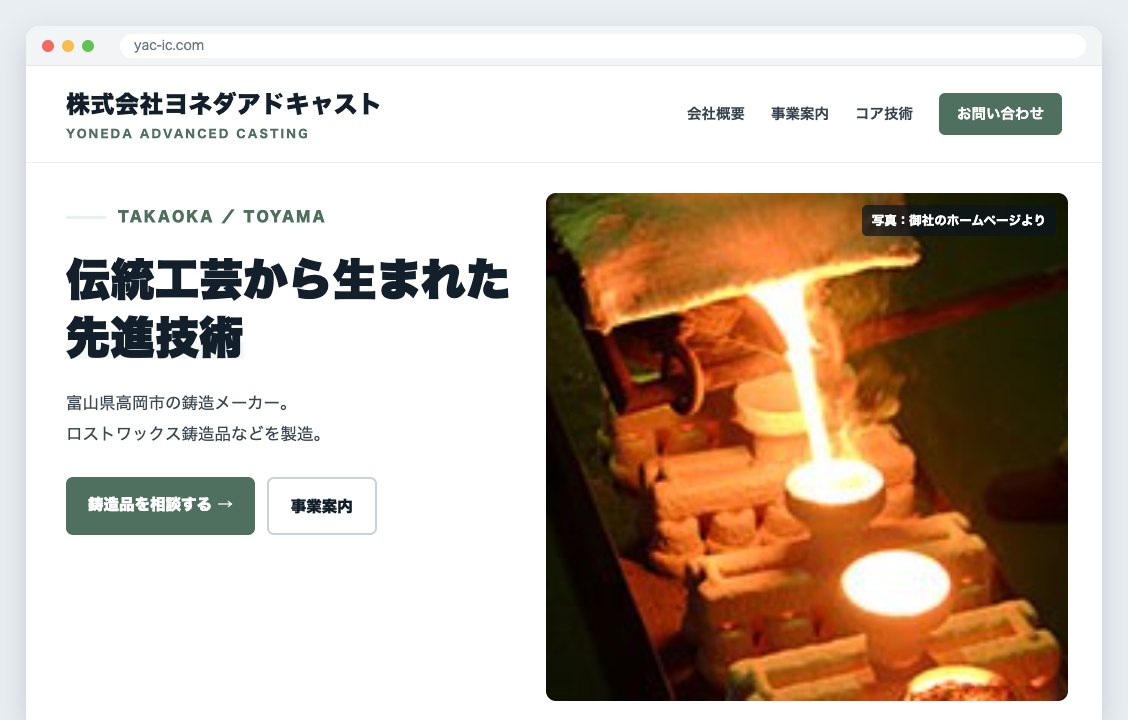 yac-ic.com
株式会社ヨネダアドキャスト
YONEDA ADVANCED CASTING
会社概要
事業案内
コア技術
お問い合わせ
TAKAOKA ／ TOYAMA
伝統工芸から生まれた
先進技術
富山県高岡市の鋳造メーカー。
ロストワックス鋳造品などを製造。
鋳造品を相談する →
事業案内
写真：御社のホームページより